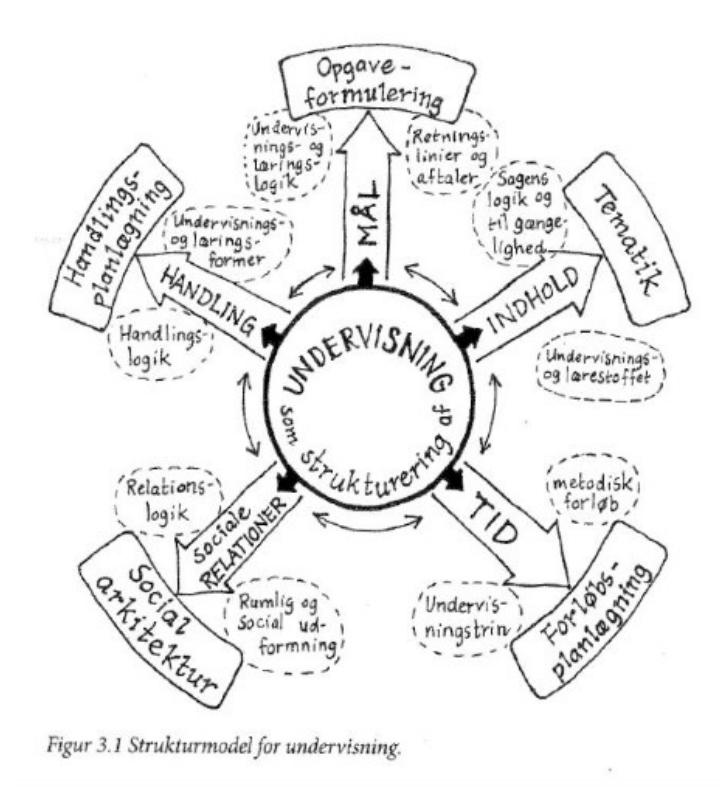 Opgave-
formulering
Undervis-
nings- og
lærings-
logik
Retnings-
linier og
aftaler
MÅL
Sagens
logik og
til gænge-
lighed
Tematik
INDHOLD
Undervisnings-
og lærestoffet
Handlings-
planlægning
Undervisnings-
og lærings-
former
HANDLING
Handlings-
logik
UNDERVISNING
som strukturering af
Relations-
logik
Sociale
RELATIONER
Social
arkitektur
Rumlig og
social ud-
formning
TID
metodisk
forløb
Undervis-
ningstrin
Forløbs-
planlægning
Figur 3.1 Strukturmodel for undervisning.